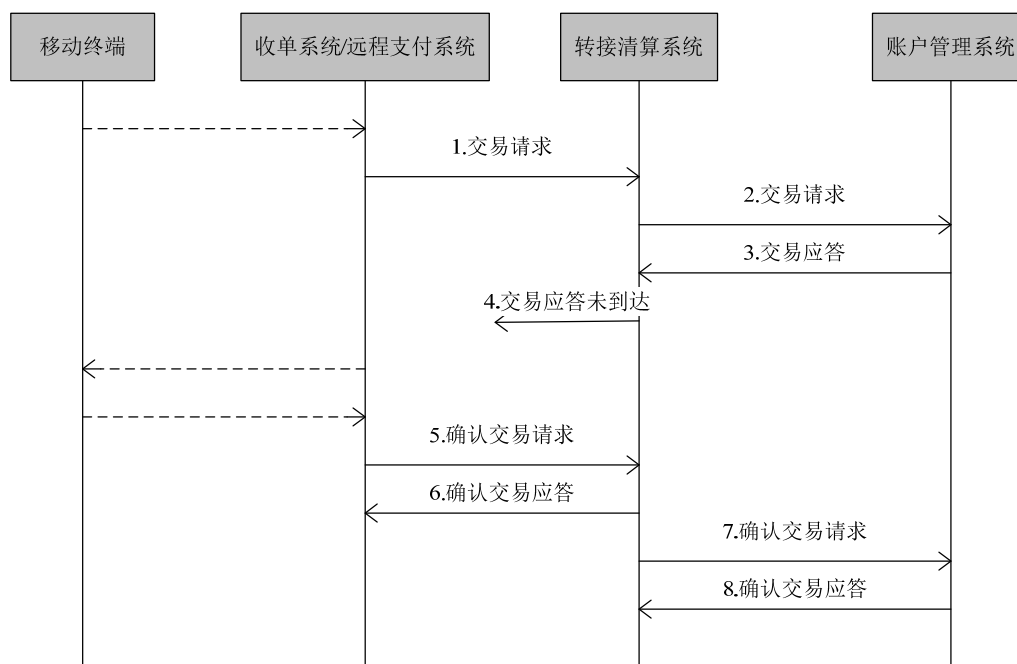 移动终端
收单系统/远程支付系统
转接清算系统
账户管理系统
1.交易请求
2.交易请求
3.交易应答
4.交易应答未到达
5.确认交易请求
6.确认交易应答
7.确认交易请求
8.确认交易应答